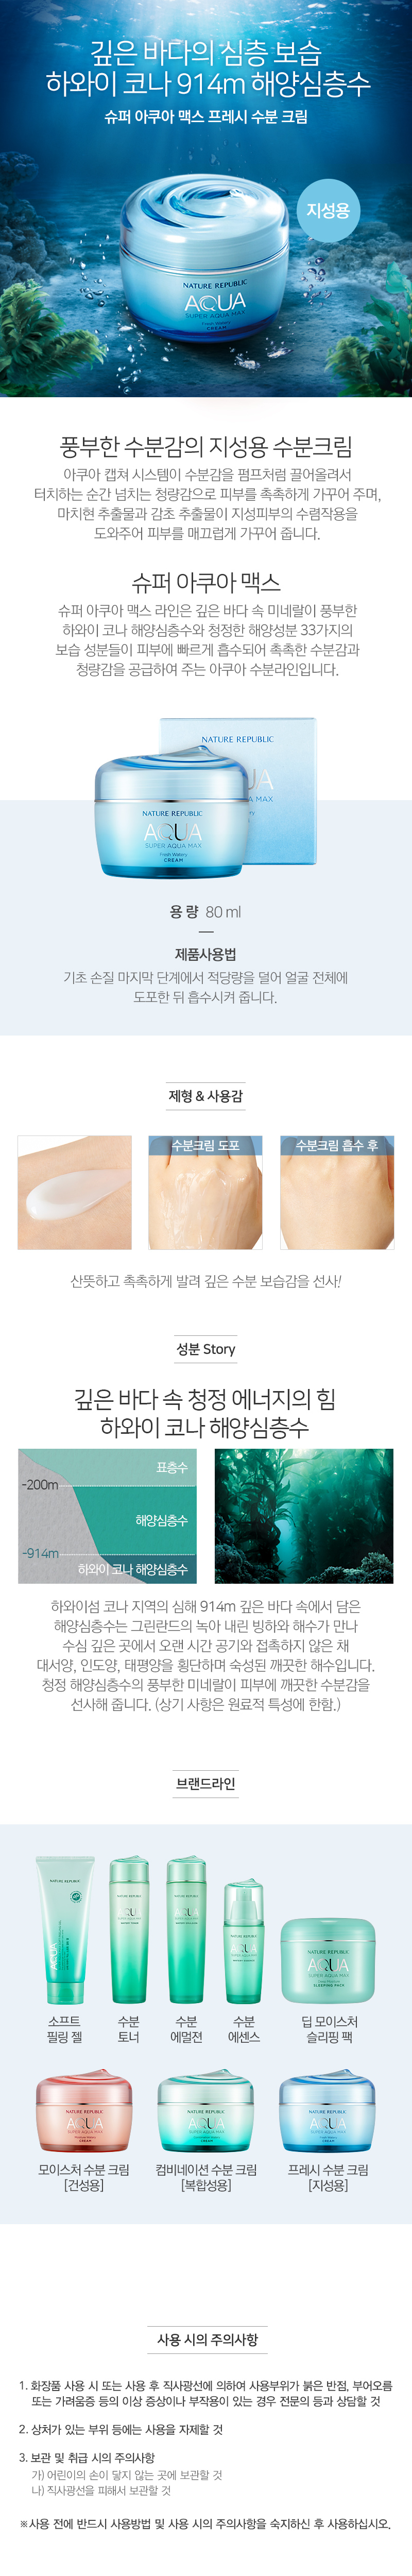 깊은 바다의 심층 보습
하와이 코나 914m 해양심층수
슈퍼 아쿠아 맥스 프레시 수분 크림
지성용
NATURE REPUBLIC
AQUA
SUPER AQUA MAX
Fresh Watery
CREAM
풍부한 수분감의 지성용 수분크림
아쿠아 캡쳐 시스템이 수분감을 펌프처럼 끌어올려서
터치하는 순간 넘치는 청량감으로 피부를 촉촉하게 가꾸어 주며,
마치현 추출물과 감초 추출물이 지성피부의 수렴작용을
도와주어 피부를 매끄럽게 가꾸어 줍니다.
슈퍼 아쿠아 맥스
슈퍼 아쿠아 맥스 라인은 깊은 바다 속 미네랄이 풍부한
하와이 코나 해양심층수와 청정한 해양성분 33가지의
보습 성분들이 피부에 빠르게 흡수되어 촉촉한 수분감과
청량감을 공급하여 주는 아쿠아 수분라인입니다.
NATURE REPUBLIC
NATURE REPUBLIC
AQUA
SUPER AQUA MAX
Fresh Watery
CREAM
용 량 80 ml
제품사용법
기초 손질 마지막 단계에서 적당량을 덜어 얼굴 전체에
도포한 뒤 흡수시켜 줍니다.
제형 & 사용감
수분크림 도포
수분크림 흡수 후
산뜻하고 촉촉하게 발려 깊은 수분 보습감을 선사!
성분 Story
깊은 바다 속 청정 에너지의 힘
하와이 코나 해양심층수
표층수
-200m
해양심층수
-914m
하와이 코나 해양심층수
하와이섬 코나 지역의 심해 914m 깊은 바다 속에서 담은
해양심층수는 그린란드의 녹아 내린 빙하와 해수가 만나
수심 깊은 곳에서 오랜 시간 공기와 접촉하지 않은 채
대서양, 인도양, 태평양을 횡단하며 숙성된 깨끗한 해수입니다.
청정 해양심층수의 풍부한 미네랄이 피부에 깨끗한 수분감을
선사해 줍니다. (상기 사항은 원료적 특성에 한함.)
브랜드라인
소프트
필링 젤
수분
토너
수분
에멀젼
수분
에센스
NATURE REPUBLIC
AQUA
SUPER AQUA MAX
SLEEPING PACK
딥 모이스처
슬리핑 팩
모이스처 수분 크림
[건성용]
컴비네이션 수분 크림
[복합성용]
프레시 수분 크림
[지성용]
사용 시의 주의사항
1. 화장품 사용 시 또는 사용 후 직사광선에 의하여 사용부위가 붉은 반점, 부어오름
또는 가려움증 등의 이상 증상이나 부작용이 있는 경우 전문의 등과 상담할 것
2. 상처가 있는 부위 등에는 사용을 자제할 것
3. 보관 및 취급 시의 주의사항
가) 어린이의 손이 닿지 않는 곳에 보관할 것
나) 직사광선을 피해서 보관할 것
※ 사용 전에 반드시 사용방법 및 사용 시의 주의사항을 숙지하신 후 사용하십시오.